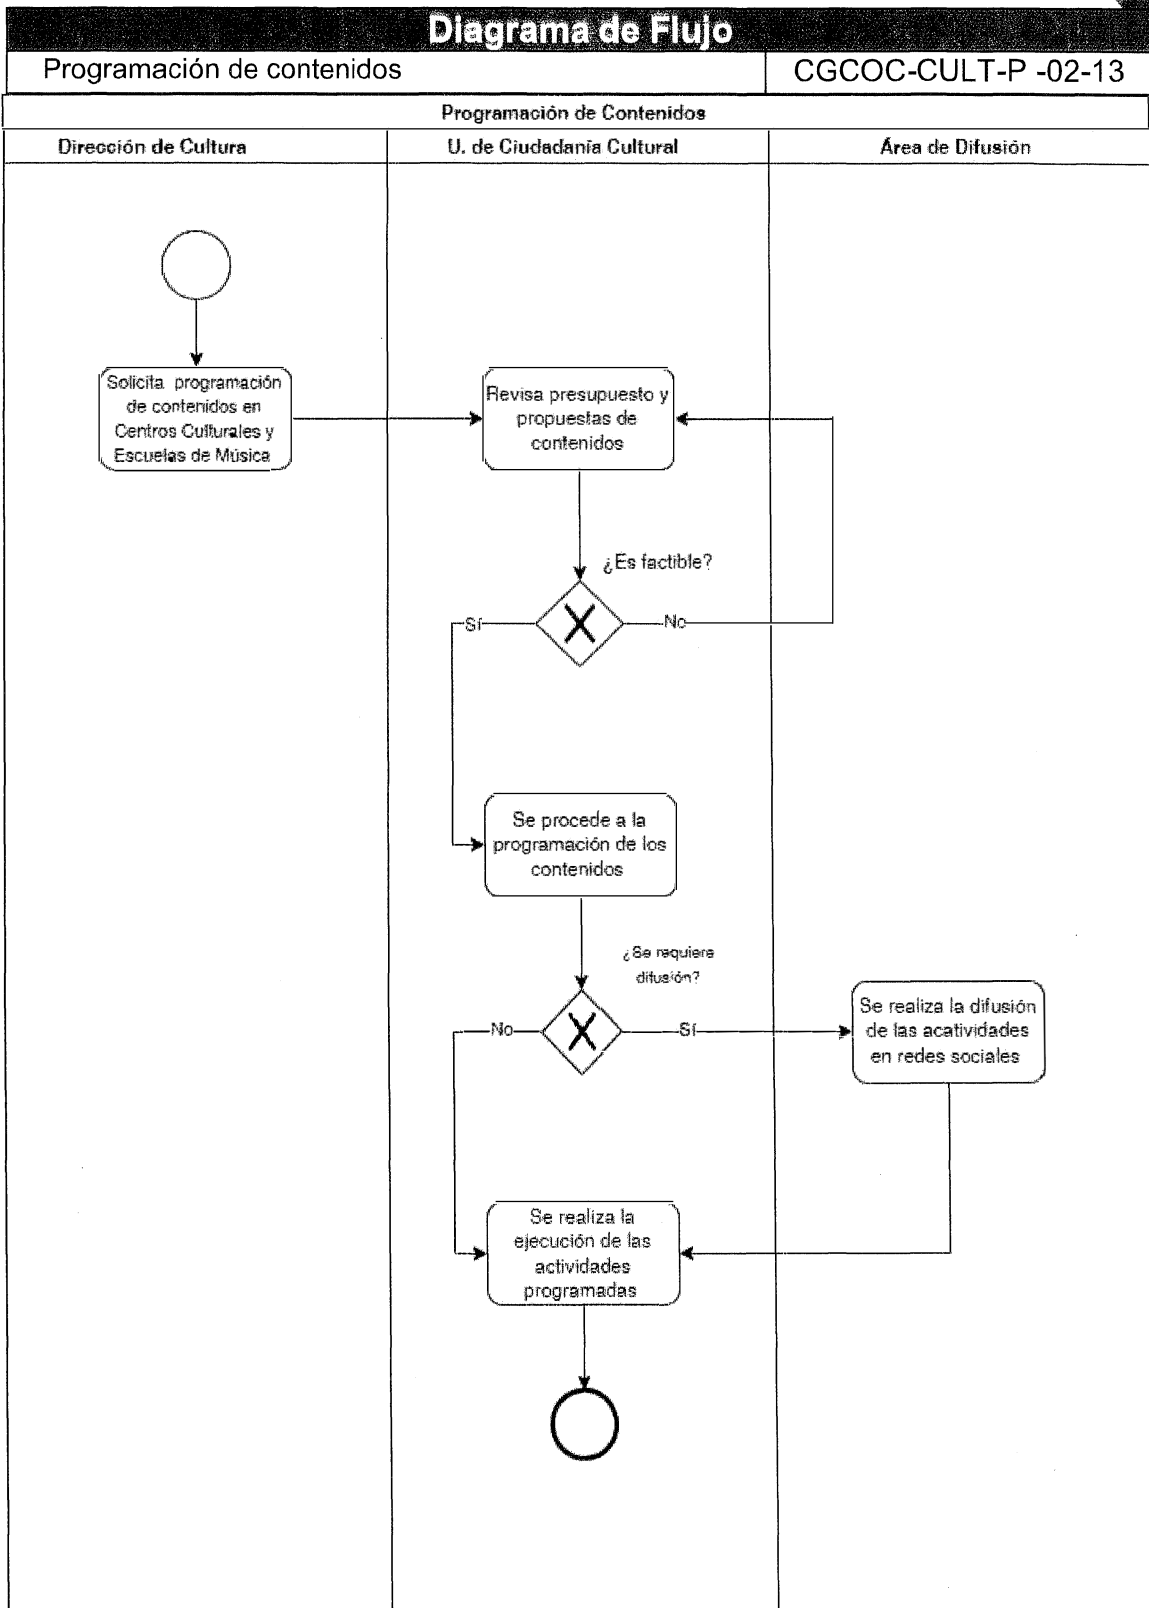 Diagrama de Flujo
Programación de contenidos
CGCOC-CULT-P -02-13
Programación de Contenidos
Dirección de Cultura
U. de Ciudadanía Cultural
Área de Difusión
Solicita programación
de contenidos en
Centros Culturales y
Escuelas de Música
Revisa presupuesto y
propuestas de
contenidos
¿Es factible?
Sí
No
Se procede a la
programación de los
contenidos
¿Se requiere
difusión?
No
Sí
Se realiza la difusión
de las acatividades
en redes sociales
Se realiza la
ejecución de las
actividades
programadas